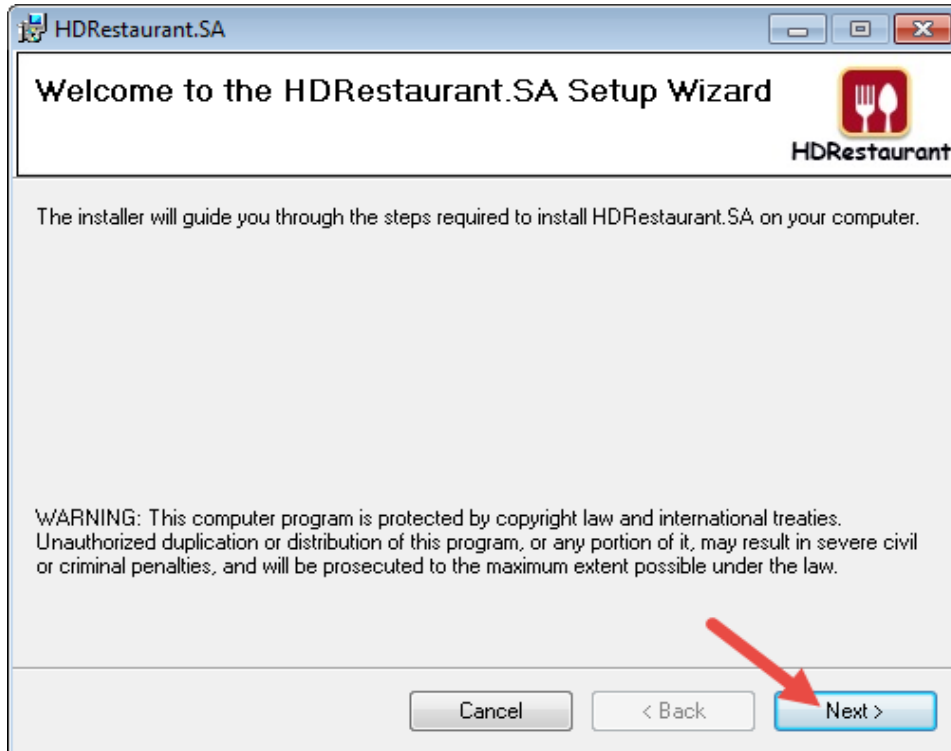 HDRestaurant.SA
Welcome to the HDRestaurant.SA Setup Wizard
HDRestaurant
The installer will guide you through the steps required to install HDRestaurant.SA on your computer.
WARNING: This computer program is protected by copyright law and international treaties.
Unauthorized duplication or distribution of this program, or any portion of it, may result in severe civil
or criminal penalties, and will be prosecuted to the maximum extent possible under the law.
Cancel
< Back
Next >